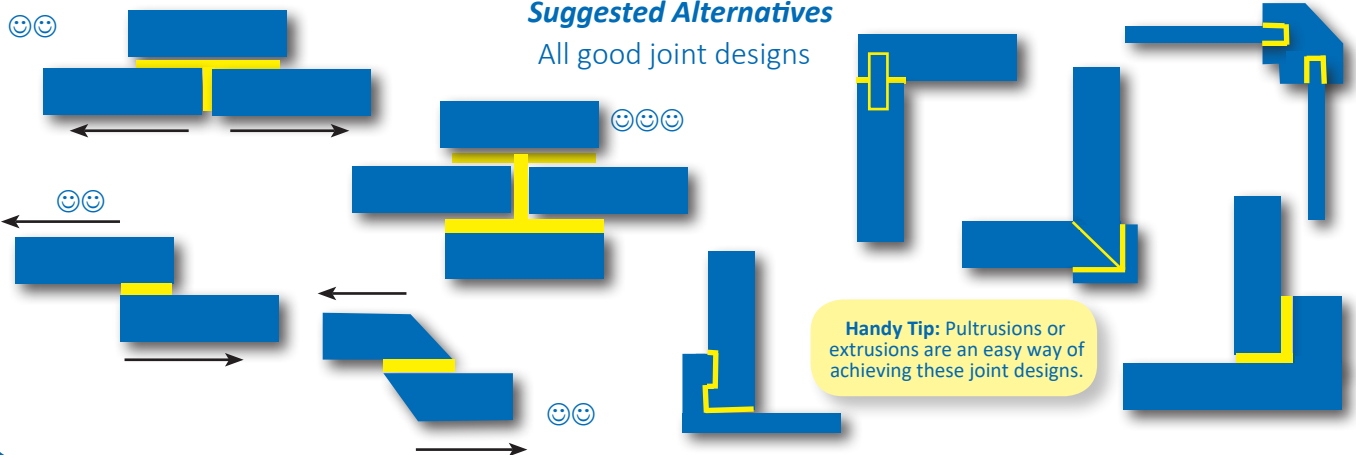 Suggested Alternatives
All good joint designs
Handy Tip: Pultrusions or
extrusions are an easy way of
achieving these joint designs.